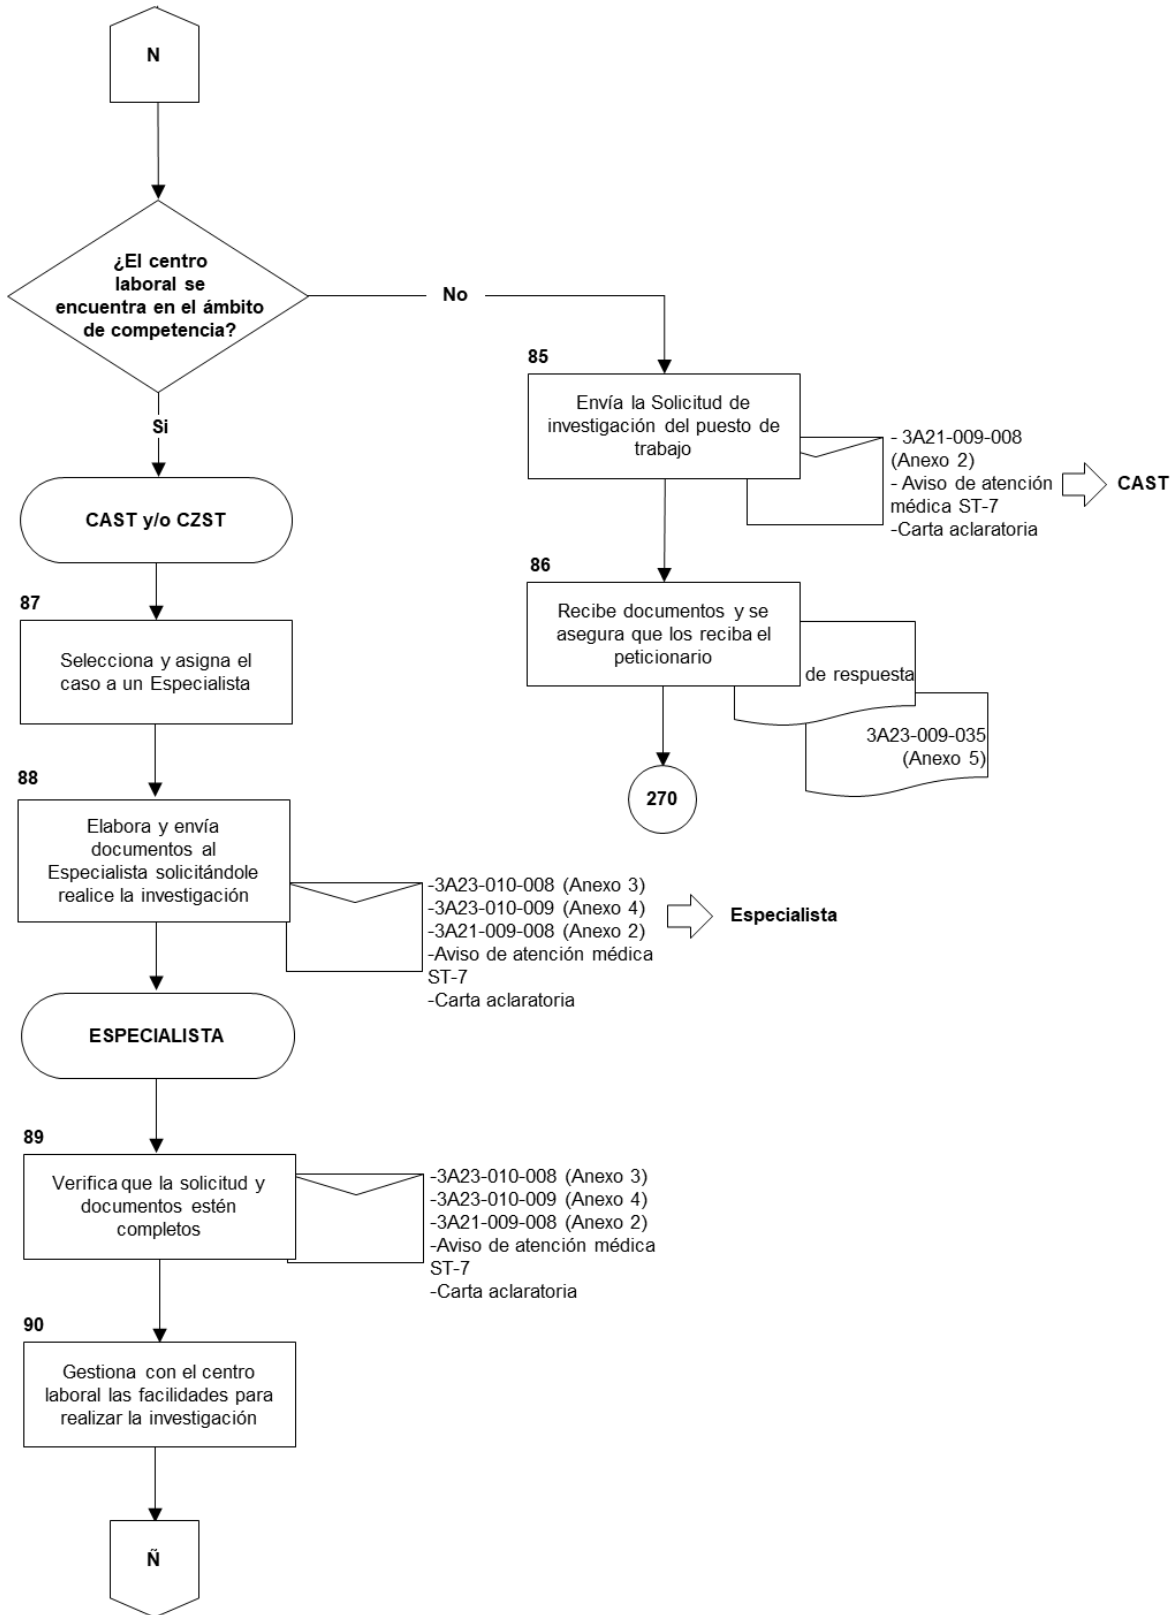 N
¿El centro
laboral se
encuentra en el ámbito
de competencia?
No
Si
85
Envía la Solicitud de
investigación del puesto de
trabajo
- 3A21-009-008
(Anexo 2)
- Aviso de atención
médica ST-7
-Carta aclaratoria
CAST
86
Recibe documentos y se
asegura que los reciba el
peticionario
de respuesta
3A23-009-035
(Anexo 5)
270
CAST y/o CZST
87
Selecciona y asigna el
caso a un Especialista
88
Elabora y envía
documentos al
Especialista solicitándole
realice la investigación
-3A23-010-008 (Anexo 3)
-3A23-010-009 (Anexo 4)
-3A21-009-008 (Anexo 2)
-Aviso de atención médica
ST-7
-Carta aclaratoria
Especialista
ESPECIALISTA
89
Verifica que la solicitud y
documentos estén
completos
-3A23-010-008 (Anexo 3)
-3A23-010-009 (Anexo 4)
-3A21-009-008 (Anexo 2)
-Aviso de atención médica
ST-7
-Carta aclaratoria
90
Gestiona con el centro
laboral las facilidades para
realizar la investigación
Ñ